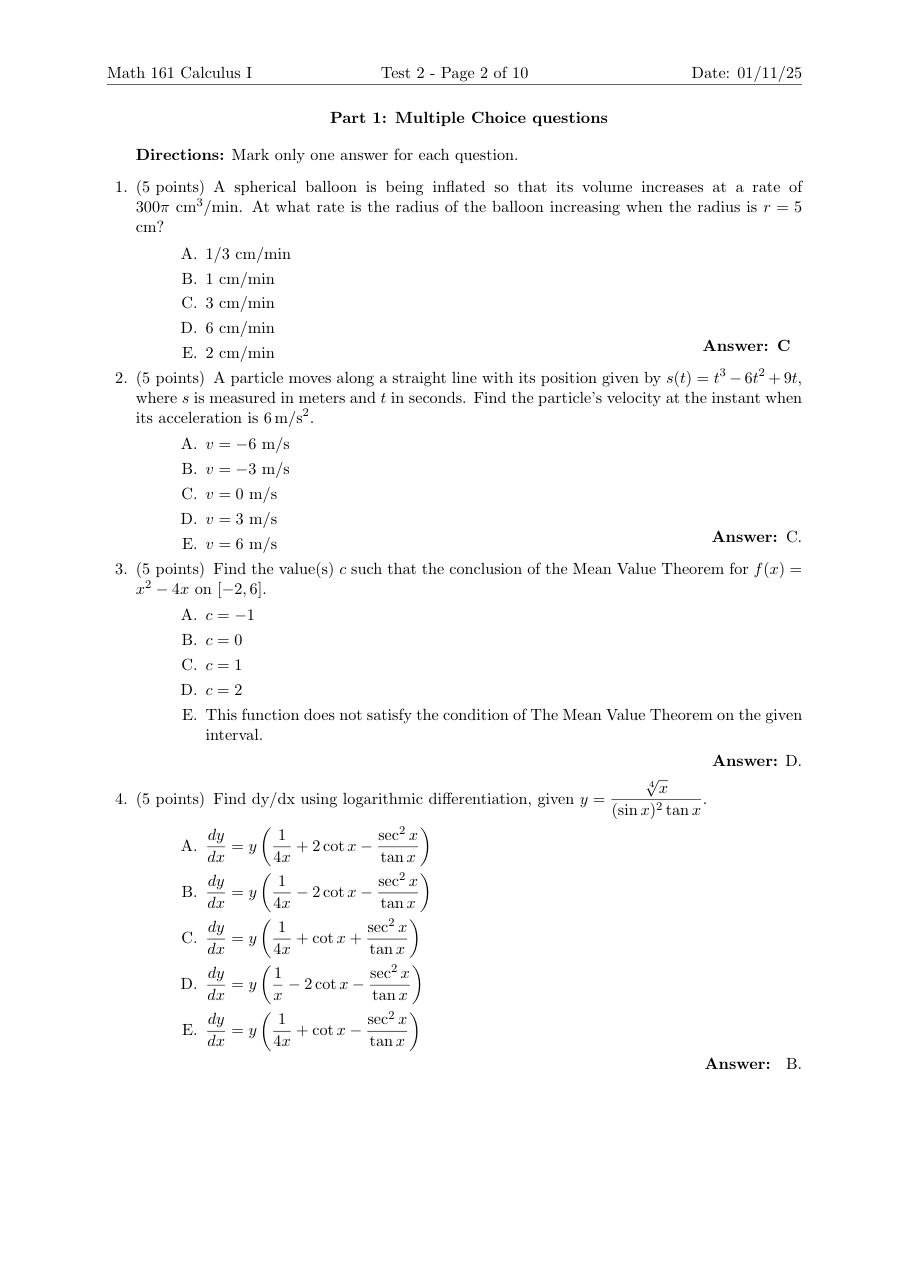 Math 161 Calculus I Test 2 - Page 2 of 10 Date: 01/11/25
Part 1: Multiple Choice questions
Directions: Mark only one answer for each question.
1. (5 points) A spherical balloon is being inflated so that its volume increases at a rate of
300π cm³/min. At what rate is the radius of the balloon increasing when the radius is r = 5
cm?
A. 1/3 cm/min
B. 1 cm/min
C. 3 cm/min
D. 6 cm/min
E. 2 cm/min
Answer: C
2. (5 points) A particle moves along a straight line with its position given by s(t) = t³ − 6t² + 9t,
where s is measured in meters and t in seconds. Find the particle's velocity at the instant when
its acceleration is 6 m/s².
A. v = −6 m/s
B. v = −3 m/s
C. v = 0 m/s
D. v = 3 m/s
E. v = 6 m/s
Answer: C.
3. (5 points) Find the value(s) c such that the conclusion of the Mean Value Theorem for f(x) =
x² − 4x on [−2, 6].
A. c = −1
B. c = 0
C. c = 1
D. c = 2
E. This function does not satisfy the condition of The Mean Value Theorem on the given
interval.
Answer: D.
4. (5 points) Find dy/dx using logarithmic differentiation, given y = ∜x / ((sin x)² tan x).
A. dy/dx = y (1/(4x) + 2 cot x − sec² x / tan x)
B. dy/dx = y (1/(4x) − 2 cot x − sec² x / tan x)
C. dy/dx = y (1/(4x) + cot x + sec² x / tan x)
D. dy/dx = y (1/x − 2 cot x − sec² x / tan x)
E. dy/dx = y (1/(4x) + cot x − sec² x / tan x)
Answer: B.